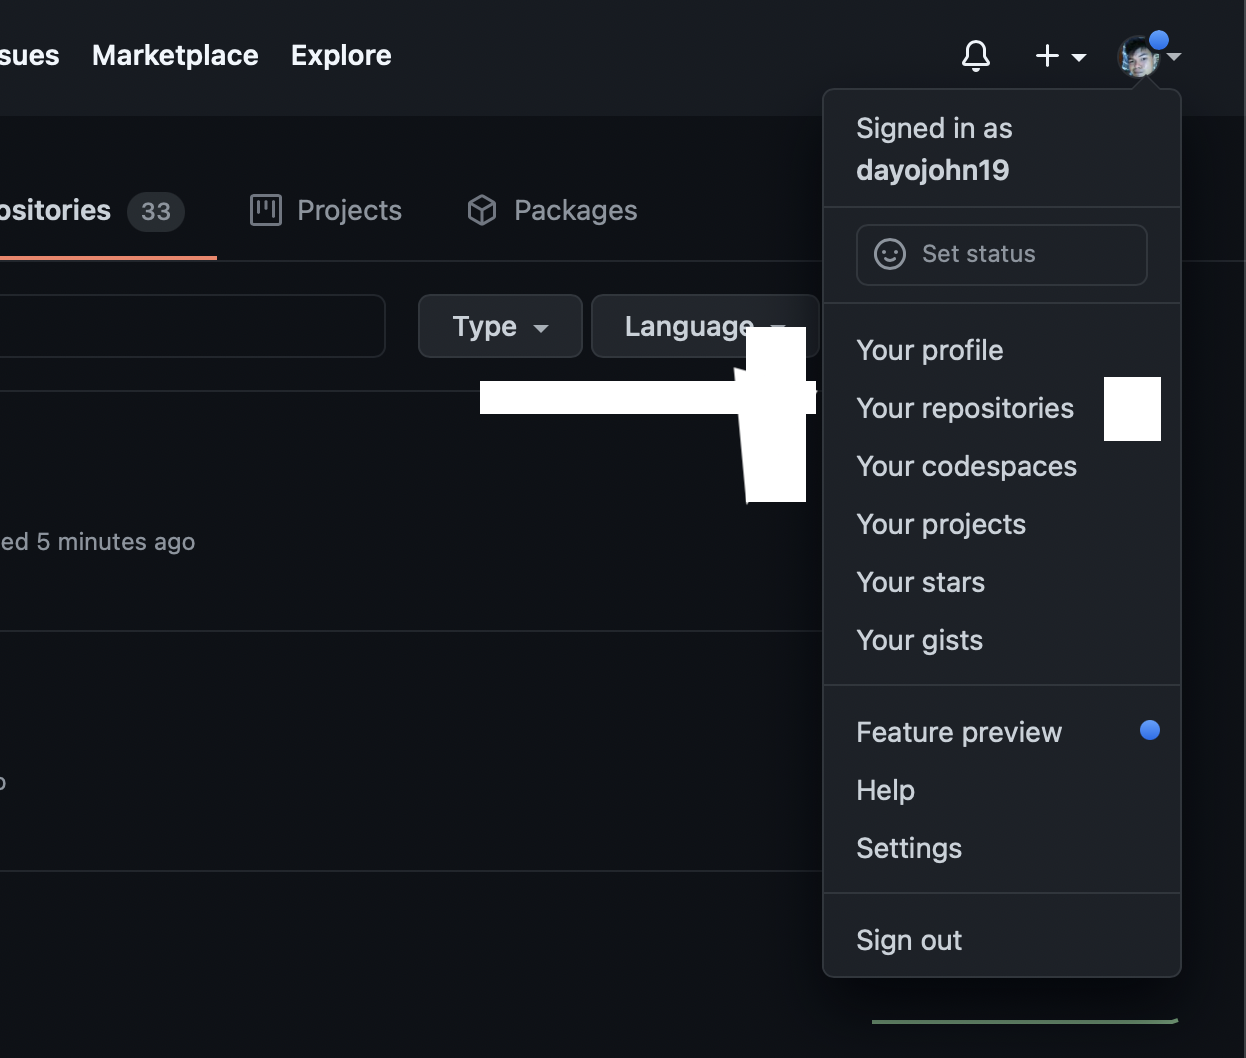 sues Marketplace Explore
Signed in as
dayojohn19
ositories 33 Projects Packages
Set status
Type Language
Your profile
Your repositories
Your codespaces
Your projects
ed 5 minutes ago
Your stars
Your gists
Feature preview
Help
Settings
Sign out